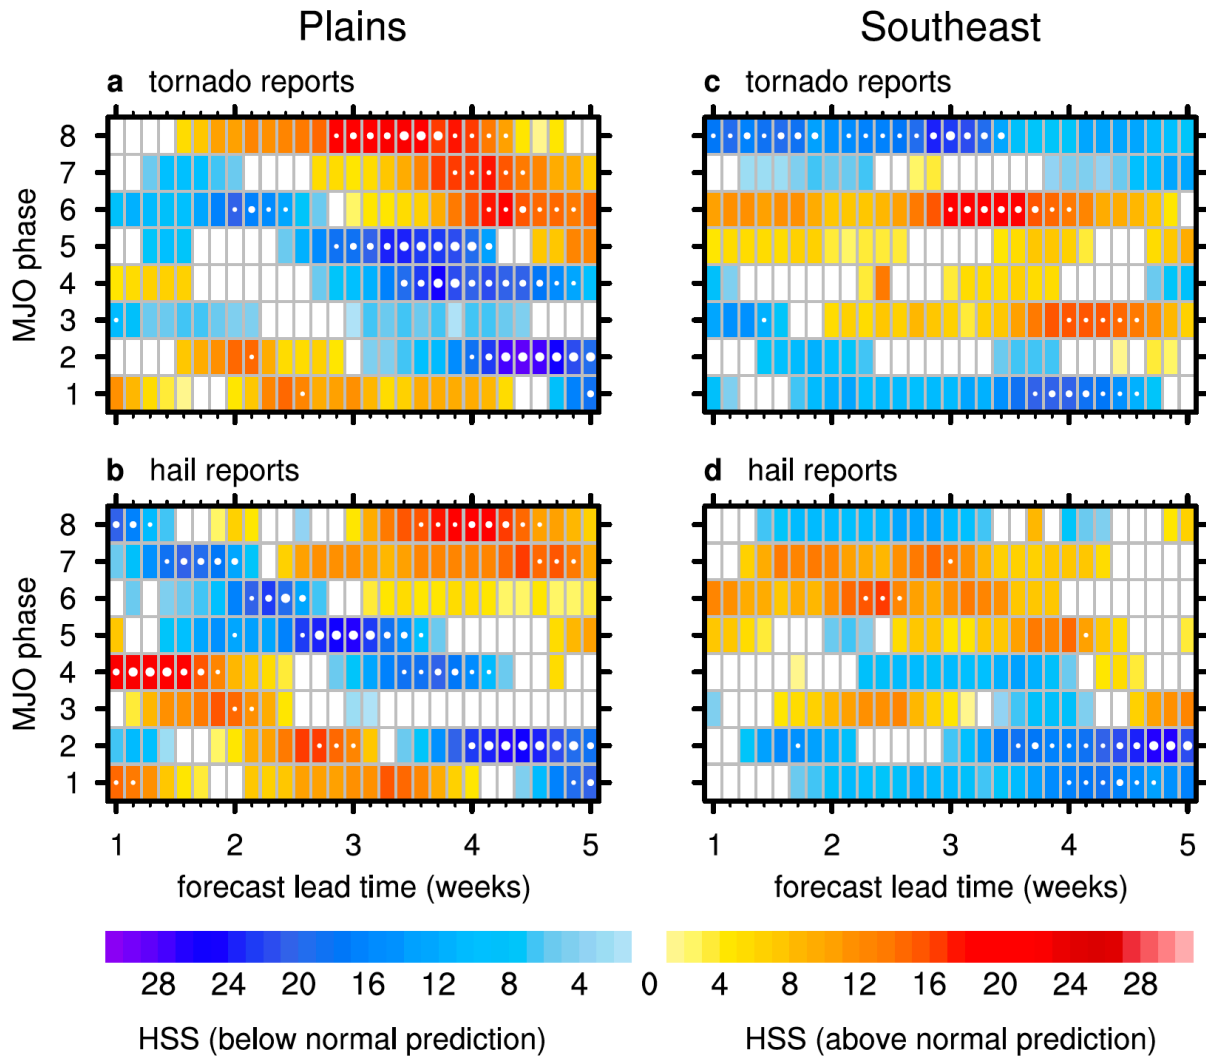 Plains
Southeast
a tornado reports
c tornado reports
MJO phase
8
7
6
5
4
3
2
1
b hail reports
d hail reports
MJO phase
8
7
6
5
4
3
2
1
1 2 3 4 5
1 2 3 4 5
forecast lead time (weeks)
forecast lead time (weeks)
28 24 20 16 12 8 4 0 4 8 12 16 20 24 28
HSS (below normal prediction)
HSS (above normal prediction)